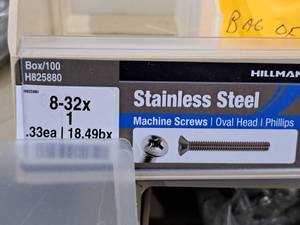 BAG OF
Box/100
H825880
HILLMAN
H825880
8-32x
1
.33ea | 18.49bx
Stainless Steel
Machine Screws | Oval Head | Phillips